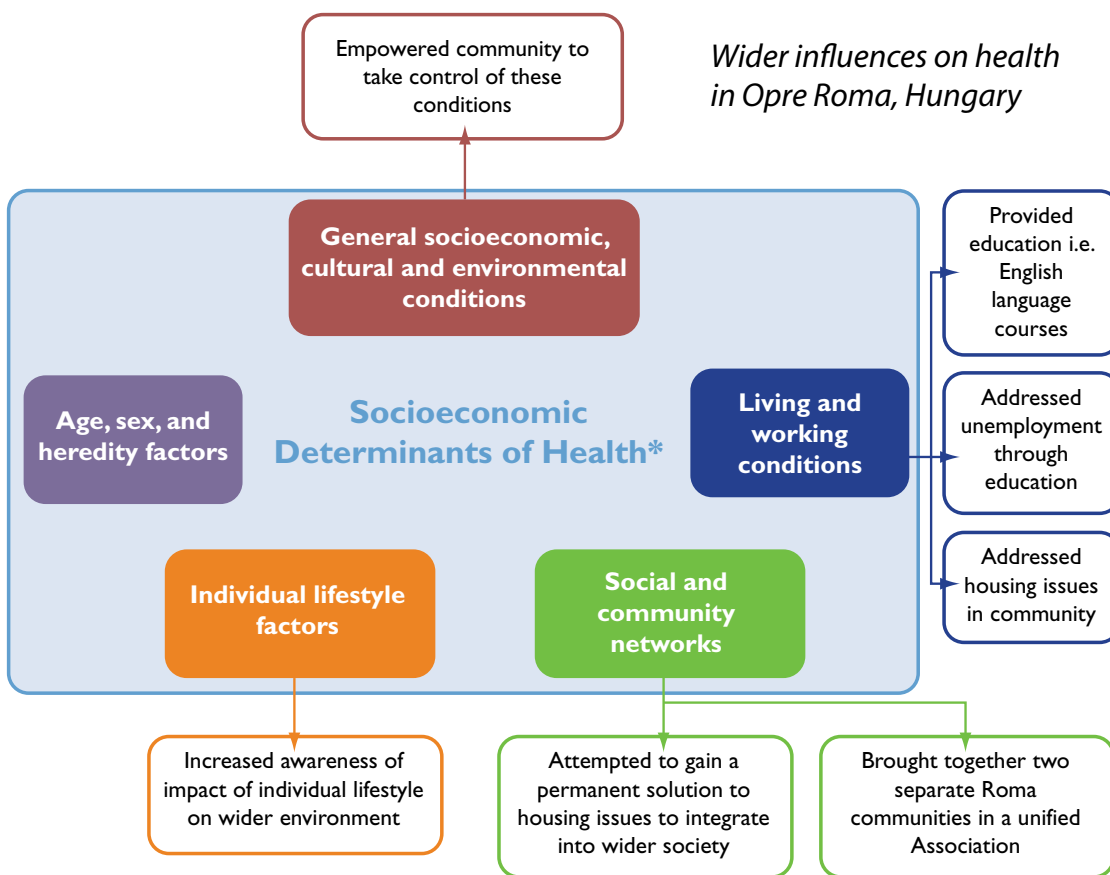 Empowered community to
take control of these
conditions
Wider influences on health
in Opre Roma, Hungary
General socioeconomic,
cultural and environmental
conditions
Provided
education i.e.
English
language
courses
Age, sex, and
heredity factors
Socioeconomic
Determinants of Health*
Living and
working
conditions
Addressed
unemployment
through
education
Individual lifestyle
factors
Social and
community
networks
Addressed
housing issues
in community
Increased awareness of
impact of individual lifestyle
on wider environment
Attempted to gain a
permanent solution to
housing issues to integrate
into wider society
Brought together two
separate Roma
communities in a unified
Association